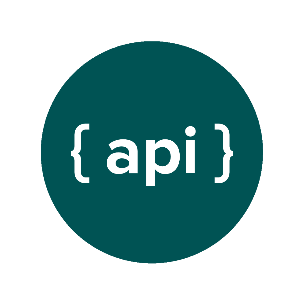 { api }